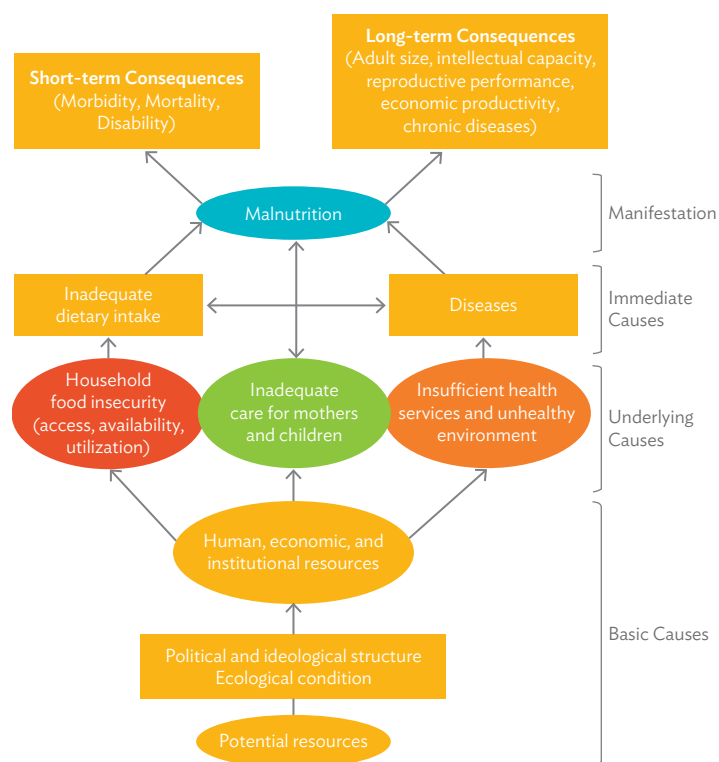 Short-term Consequences
(Morbidity, Mortality,
Disability)
Long-term Consequences
(Adult size, intellectual capacity,
reproductive performance,
economic productivity,
chronic diseases)
Malnutrition
Manifestation
Inadequate
dietary intake
Diseases
Immediate
Causes
Household
food insecurity
(access, availability,
utilization)
Inadequate
care for mothers
and children
Insufficient health
services and unhealthy
environment
Underlying
Causes
Human, economic, and
institutional resources
Political and ideological structure
Ecological condition
Potential resources
Basic Causes